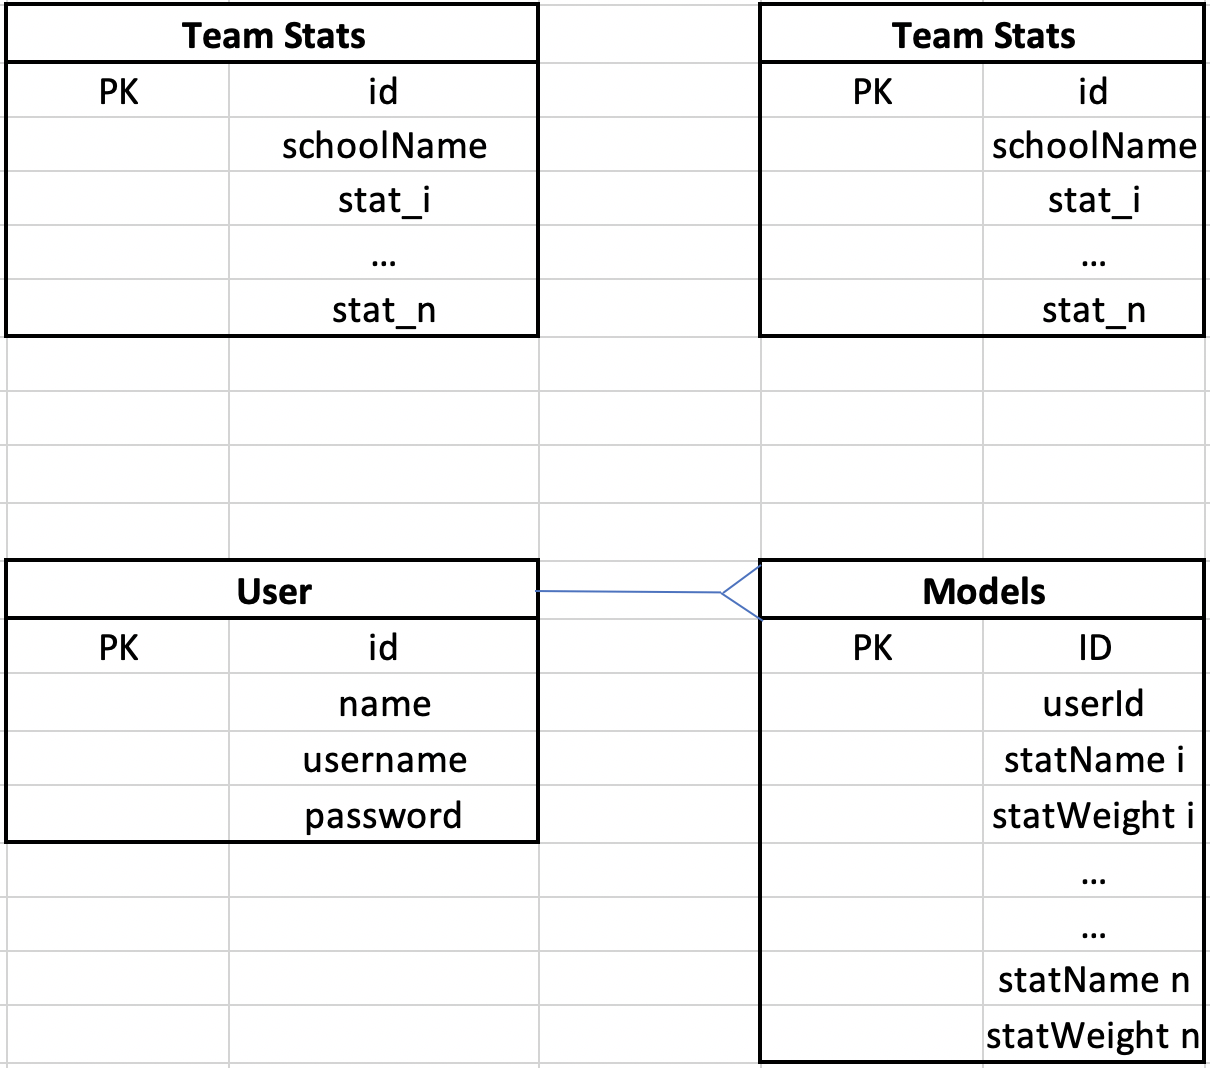 Team Stats
PK id
schoolName
stat_i
...
stat_n
Team Stats
PK id
schoolName
stat_i
...
stat_n
User
PK id
name
username
password
Models
PK ID
userId
statName i
statWeight i
...
...
statName n
statWeight n